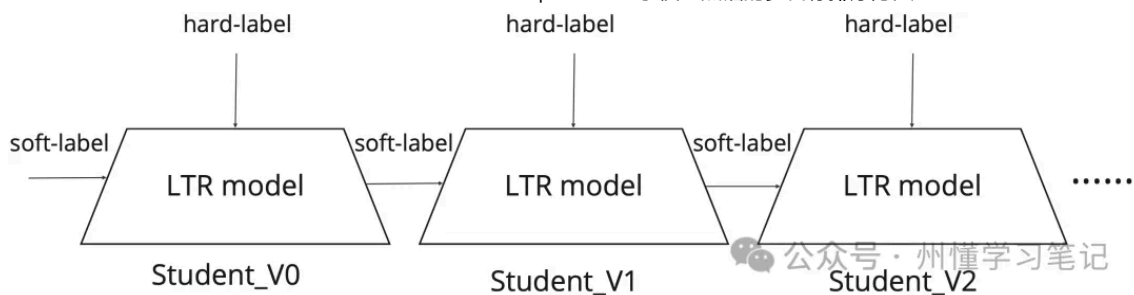 hard-label hard-label hard-label
soft-label soft-label soft-label
LTR model LTR model LTR model ......
公众号 · 州懂学习笔记
Student_V0 Student_V1 Student_V2